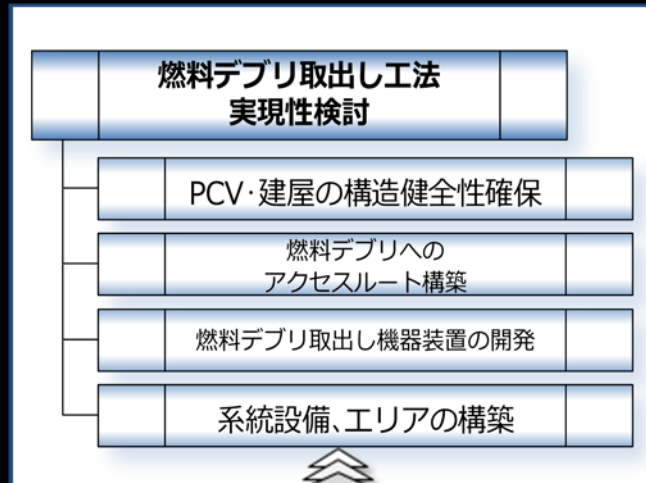 燃料デブリ取出し工法
実現性検討
PCV･建屋の構造健全性確保
燃料デブリへの
アクセスルート構築
燃料デブリ取出し機器装置の開発
系統設備、エリアの構築